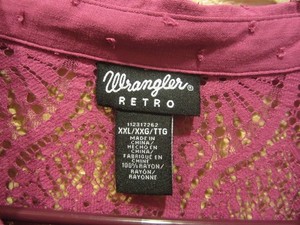 Wrangler
RETRO
112317262
XXL/XXG/TTG
MADE IN
CHINA/
HECHO EN
CHINA/
FABRIQUÉ EN
CHINE
100% RAYON/
RAYÓN/
RAYONNE